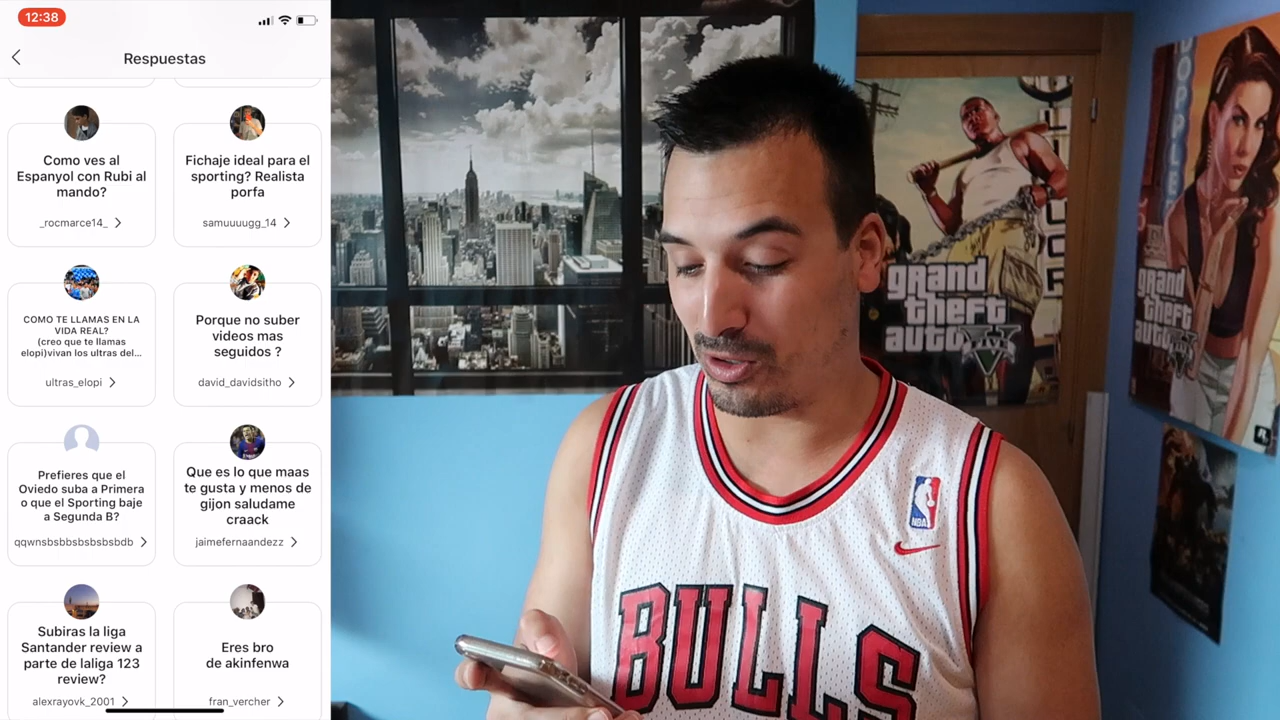 12:38
Respuestas
Como ves al
Espanyol con Rubi al
mando?
_rocmarce14_
Fichaje ideal para el
sporting? Realista
porfa
samuuuugg_14
COMO TE LLAMAS EN LA
VIDA REAL?
(creo que te llamas
elopi)vivan los ultras del...
ultras_elopi
Porque no suber
videos mas
seguidos ?
david_davidsitho
Prefieres que el
Oviedo suba a Primera
o que el Sporting baje
a Segunda B?
qqwnsbsbbsbsbsbsbdb
Que es lo que maas
te gusta y menos de
gijon saludame
craack
jaimefernaandezz
Subiras la liga
Santander review a
parte de laliga 123
review?
alexrayovk_2001
Eres bro
de akinfenwa
fran_vercher
grand
theft
auto
V
FIVE
grand
theft
auto
NBA
BULLS